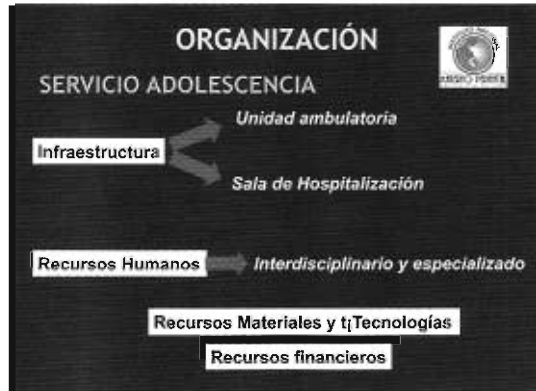 ORGANIZACIÓN
SERVICIO ADOLESCENCIA
Unidad ambulatoria
Infraestructura
Sala de Hospitalización
Recursos Humanos
Interdisciplinario y especializado
Recursos Materiales y t¡Tecnologías
Recursos financieros